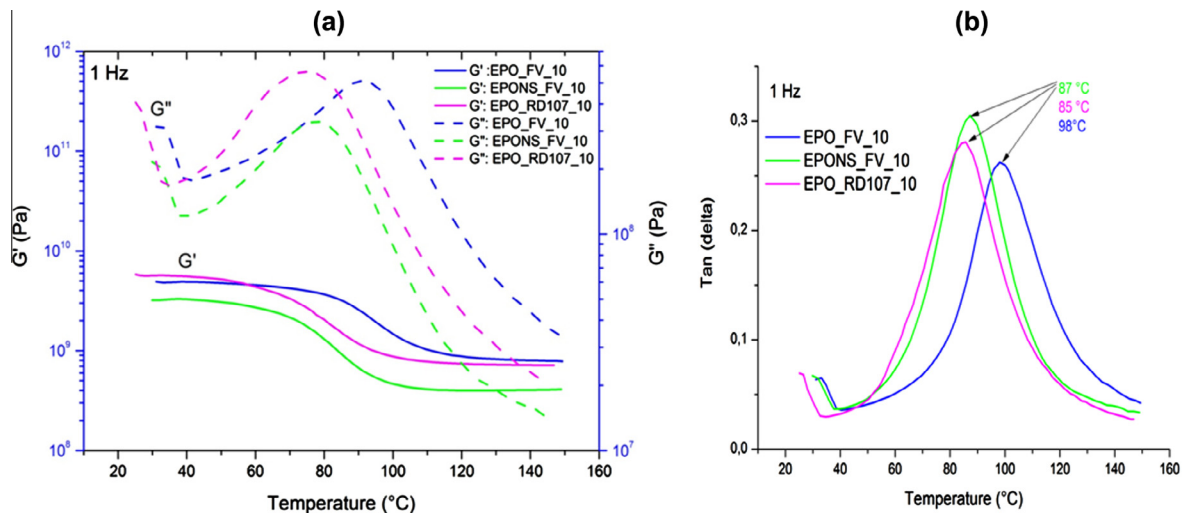 (a)
1 Hz
G' :EPO_FV_10
G' :EPONS_FV_10
G' :EPO_RD107_10
G'': EPO_FV_10
G'': EPONS_FV_10
G'': EPO_RD107_10
G''
G'
10¹²
10¹¹
10¹⁰
10⁹
10⁸
G' (Pa)
10⁸
10⁷
G'' (Pa)
20 40 60 80 100 120 140 160
Temperature (°C)
(b)
1 Hz
87 °C
85 °C
98°C
EPO_FV_10
EPONS_FV_10
EPO_RD107_10
0,3
0,2
0,1
0,0
Tan (delta)
20 40 60 80 100 120 140 160
Temperature (°C)